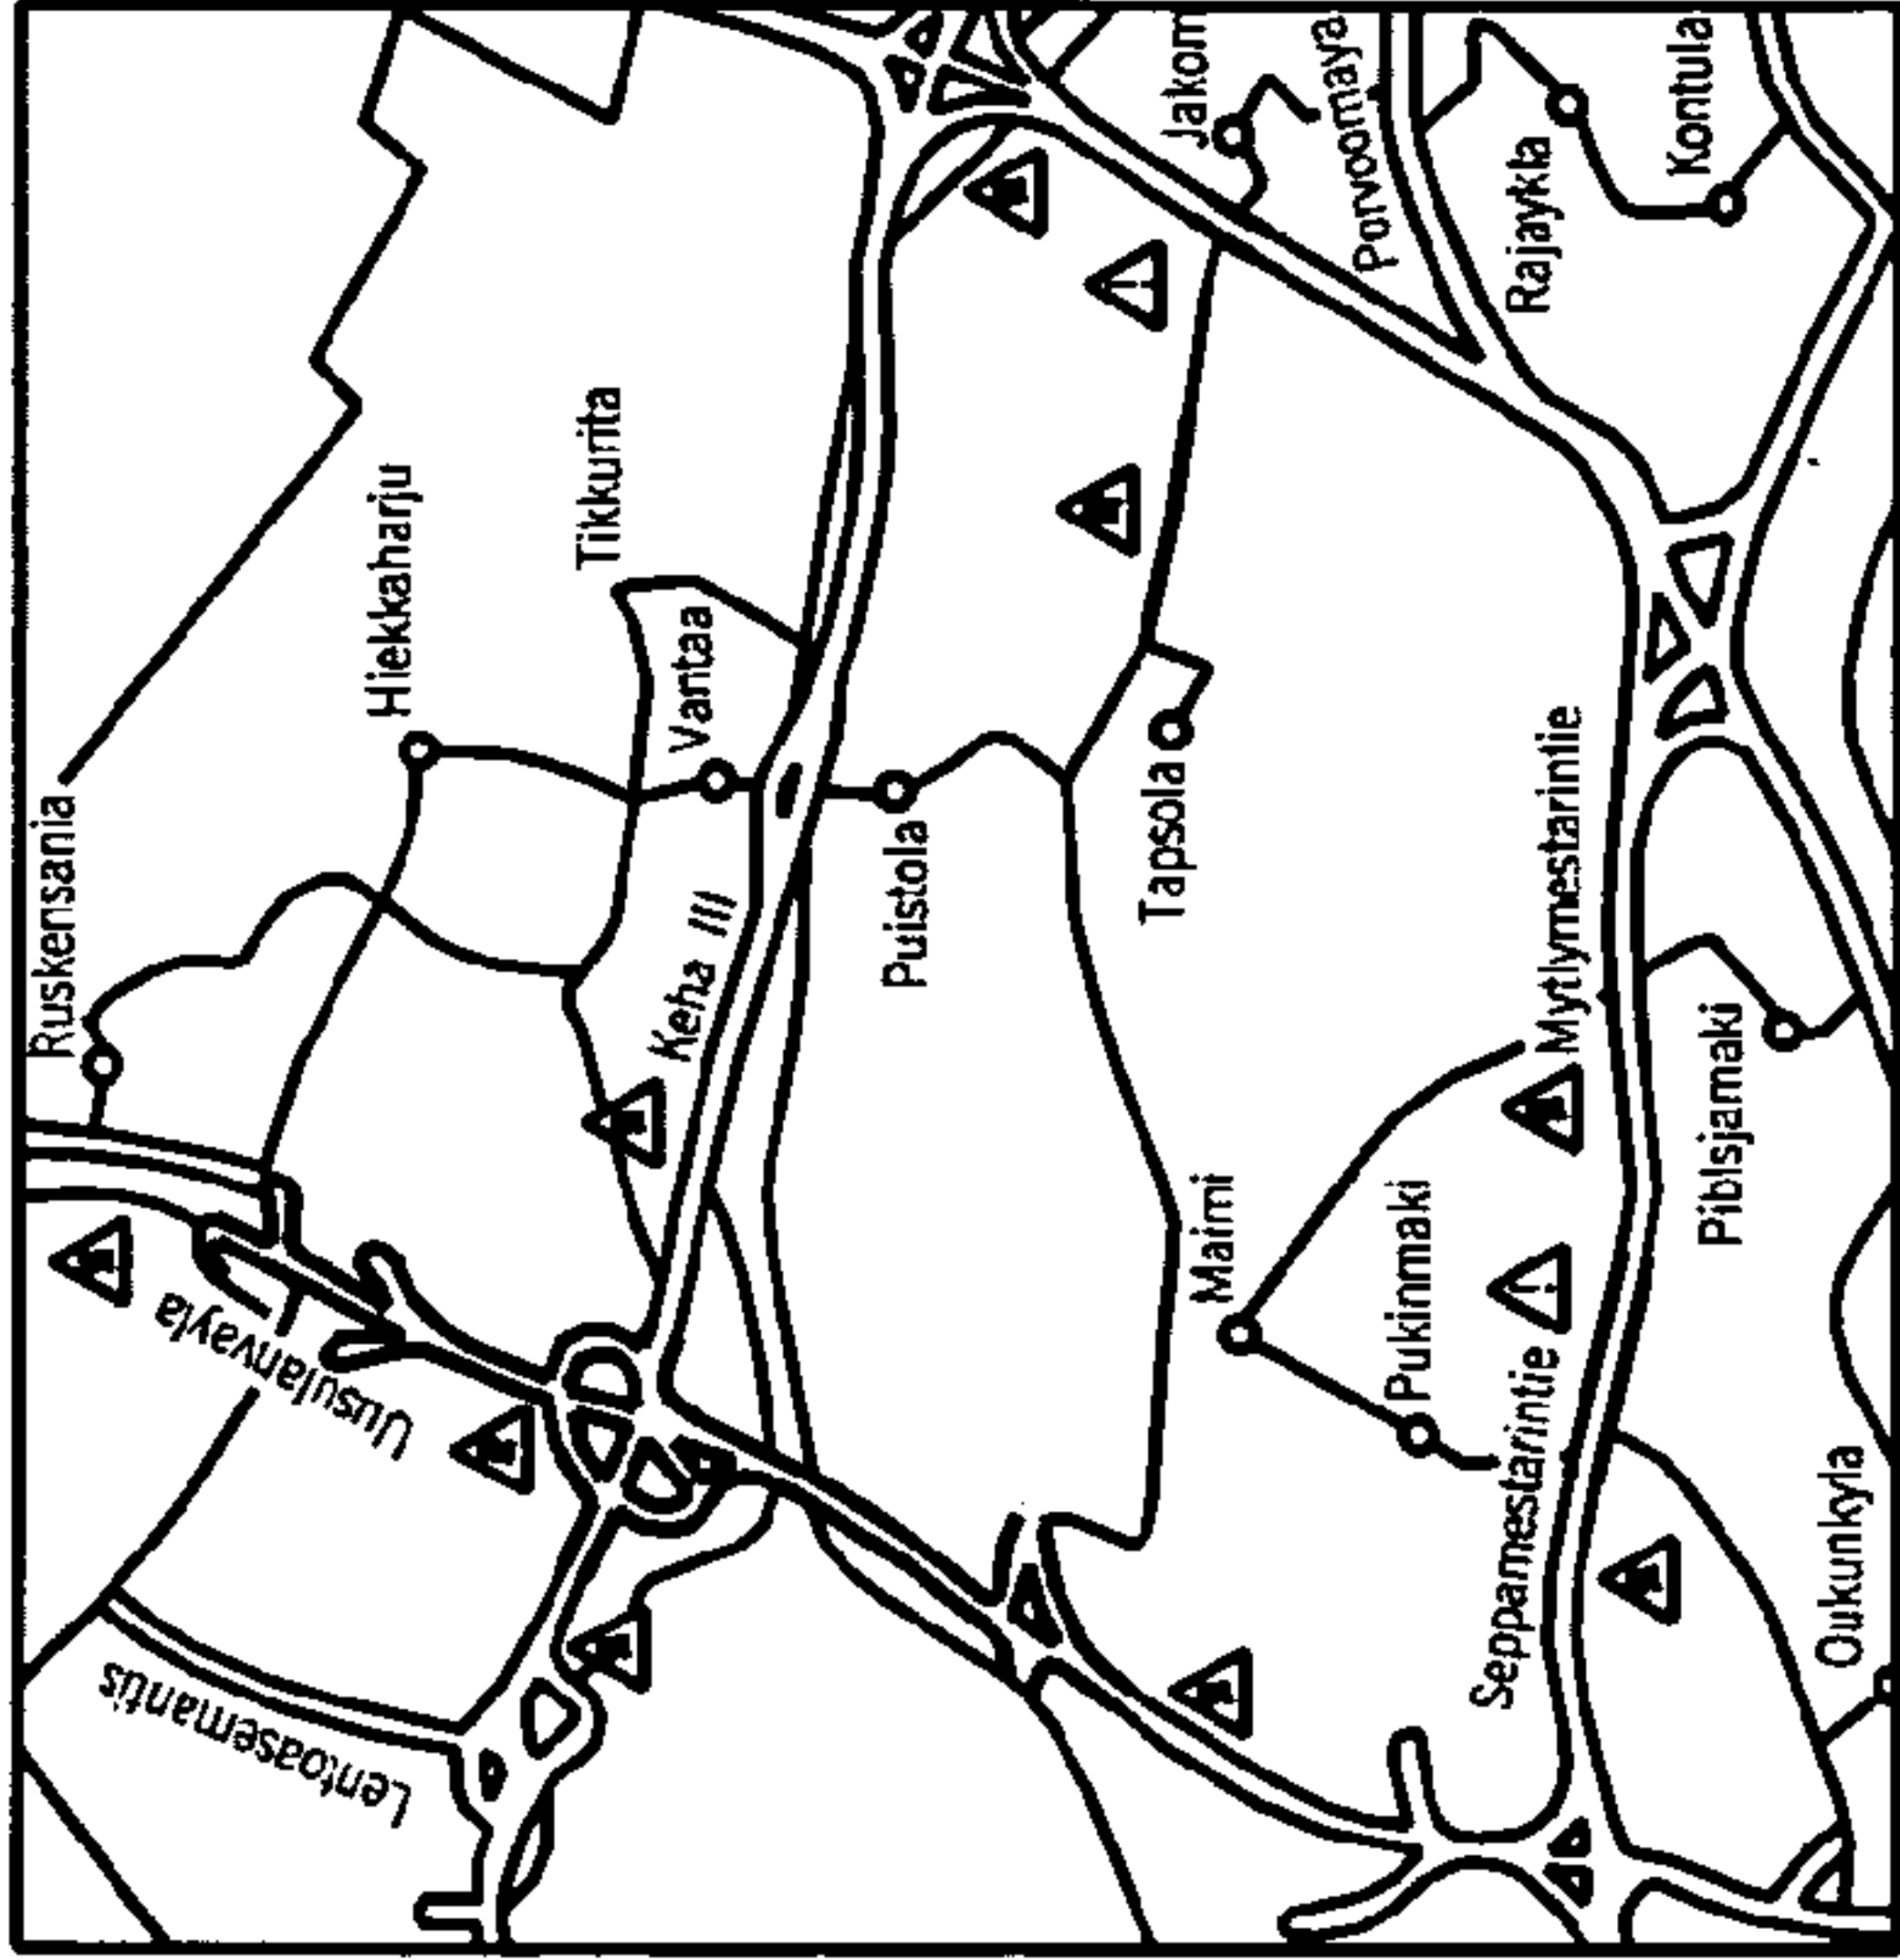 Ruskensania
Lentoasemantis
Uusulanvayla
Hiekkaharju
Tikkurita
Keha III
Vantaa
Puistola
Tapsola
Jakom
Maimi
Porvoomaya
Pukinmaki
Seppamestarintie
Mytlymestarintie
Rajaykla
Kontula
Piblsjamaki
Oukunkyla